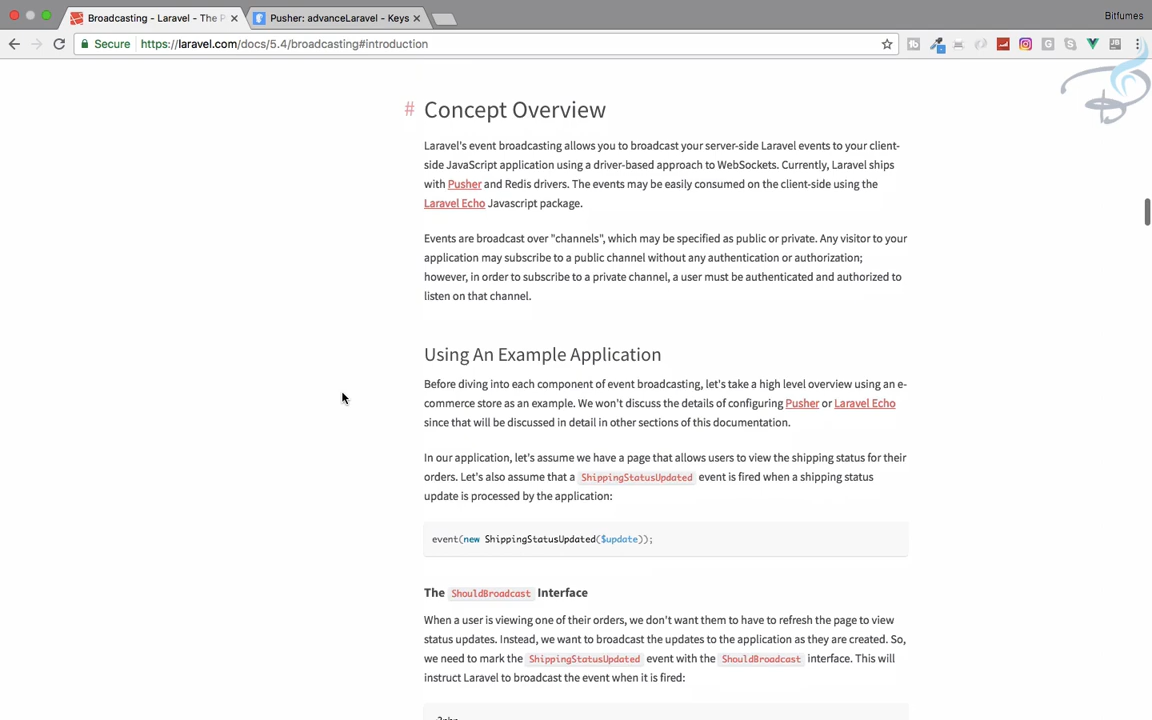 Broadcasting - Laravel - The P
Pusher: advanceLaravel - Keys
Bitfumes
Secure
https://laravel.com/docs/5.4/broadcasting#introduction
# Concept Overview
Laravel's event broadcasting allows you to broadcast your server-side Laravel events to your client-
side JavaScript application using a driver-based approach to WebSockets. Currently, Laravel ships
with Pusher and Redis drivers. The events may be easily consumed on the client-side using the
Laravel Echo Javascript package.
Events are broadcast over "channels", which may be specified as public or private. Any visitor to your
application may subscribe to a public channel without any authentication or authorization;
however, in order to subscribe to a private channel, a user must be authenticated and authorized to
listen on that channel.
Using An Example Application
Before diving into each component of event broadcasting, let's take a high level overview using an e-
commerce store as an example. We won't discuss the details of configuring Pusher or Laravel Echo
since that will be discussed in detail in other sections of this documentation.
In our application, let's assume we have a page that allows users to view the shipping status for their
orders. Let's also assume that a ShippingStatusUpdated event is fired when a shipping status
update is processed by the application:
event(new ShippingStatusUpdated($update));
The ShouldBroadcast Interface
When a user is viewing one of their orders, we don't want them to have to refresh the page to view
status updates. Instead, we want to broadcast the updates to the application as they are created. So,
we need to mark the ShippingStatusUpdated event with the ShouldBroadcast interface. This will
instruct Laravel to broadcast the event when it is fired: